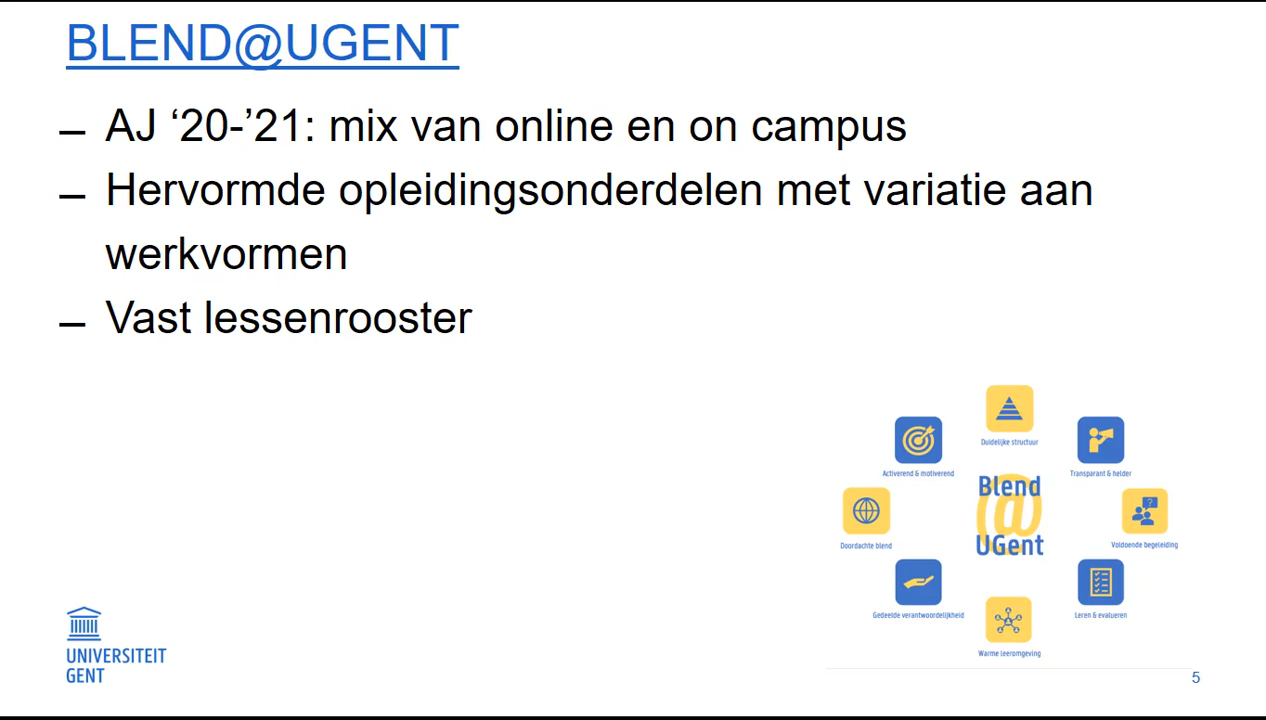 BLEND@UGENT
– AJ ‘20-’21: mix van online en on campus
– Hervormde opleidingsonderdelen met variatie aan
werkvormen
– Vast lessenrooster
Duidelijke structuur
Activerend & motiverend
Transparant & helder
Blend
@
UGent
Doordachte blend
Voldoende begeleiding
Gedeelde verantwoordelijkheid
Leren & evalueren
Warme leeromgeving
UNIVERSITEIT
GENT
5